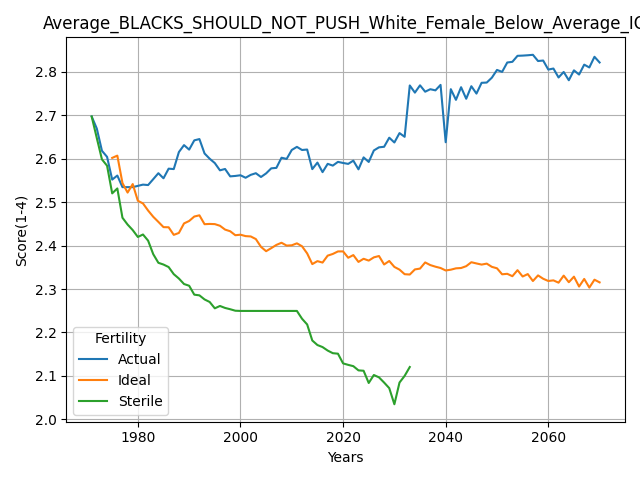 Average_BLACKS_SHOULD_NOT_PUSH_White_Female_Below_Average_IQ
Score(1-4)
2.8
2.7
2.6
2.5
2.4
2.3
2.2
2.1
2.0
Fertility
Actual
Ideal
Sterile
1980 2000 2020 2040 2060
Years